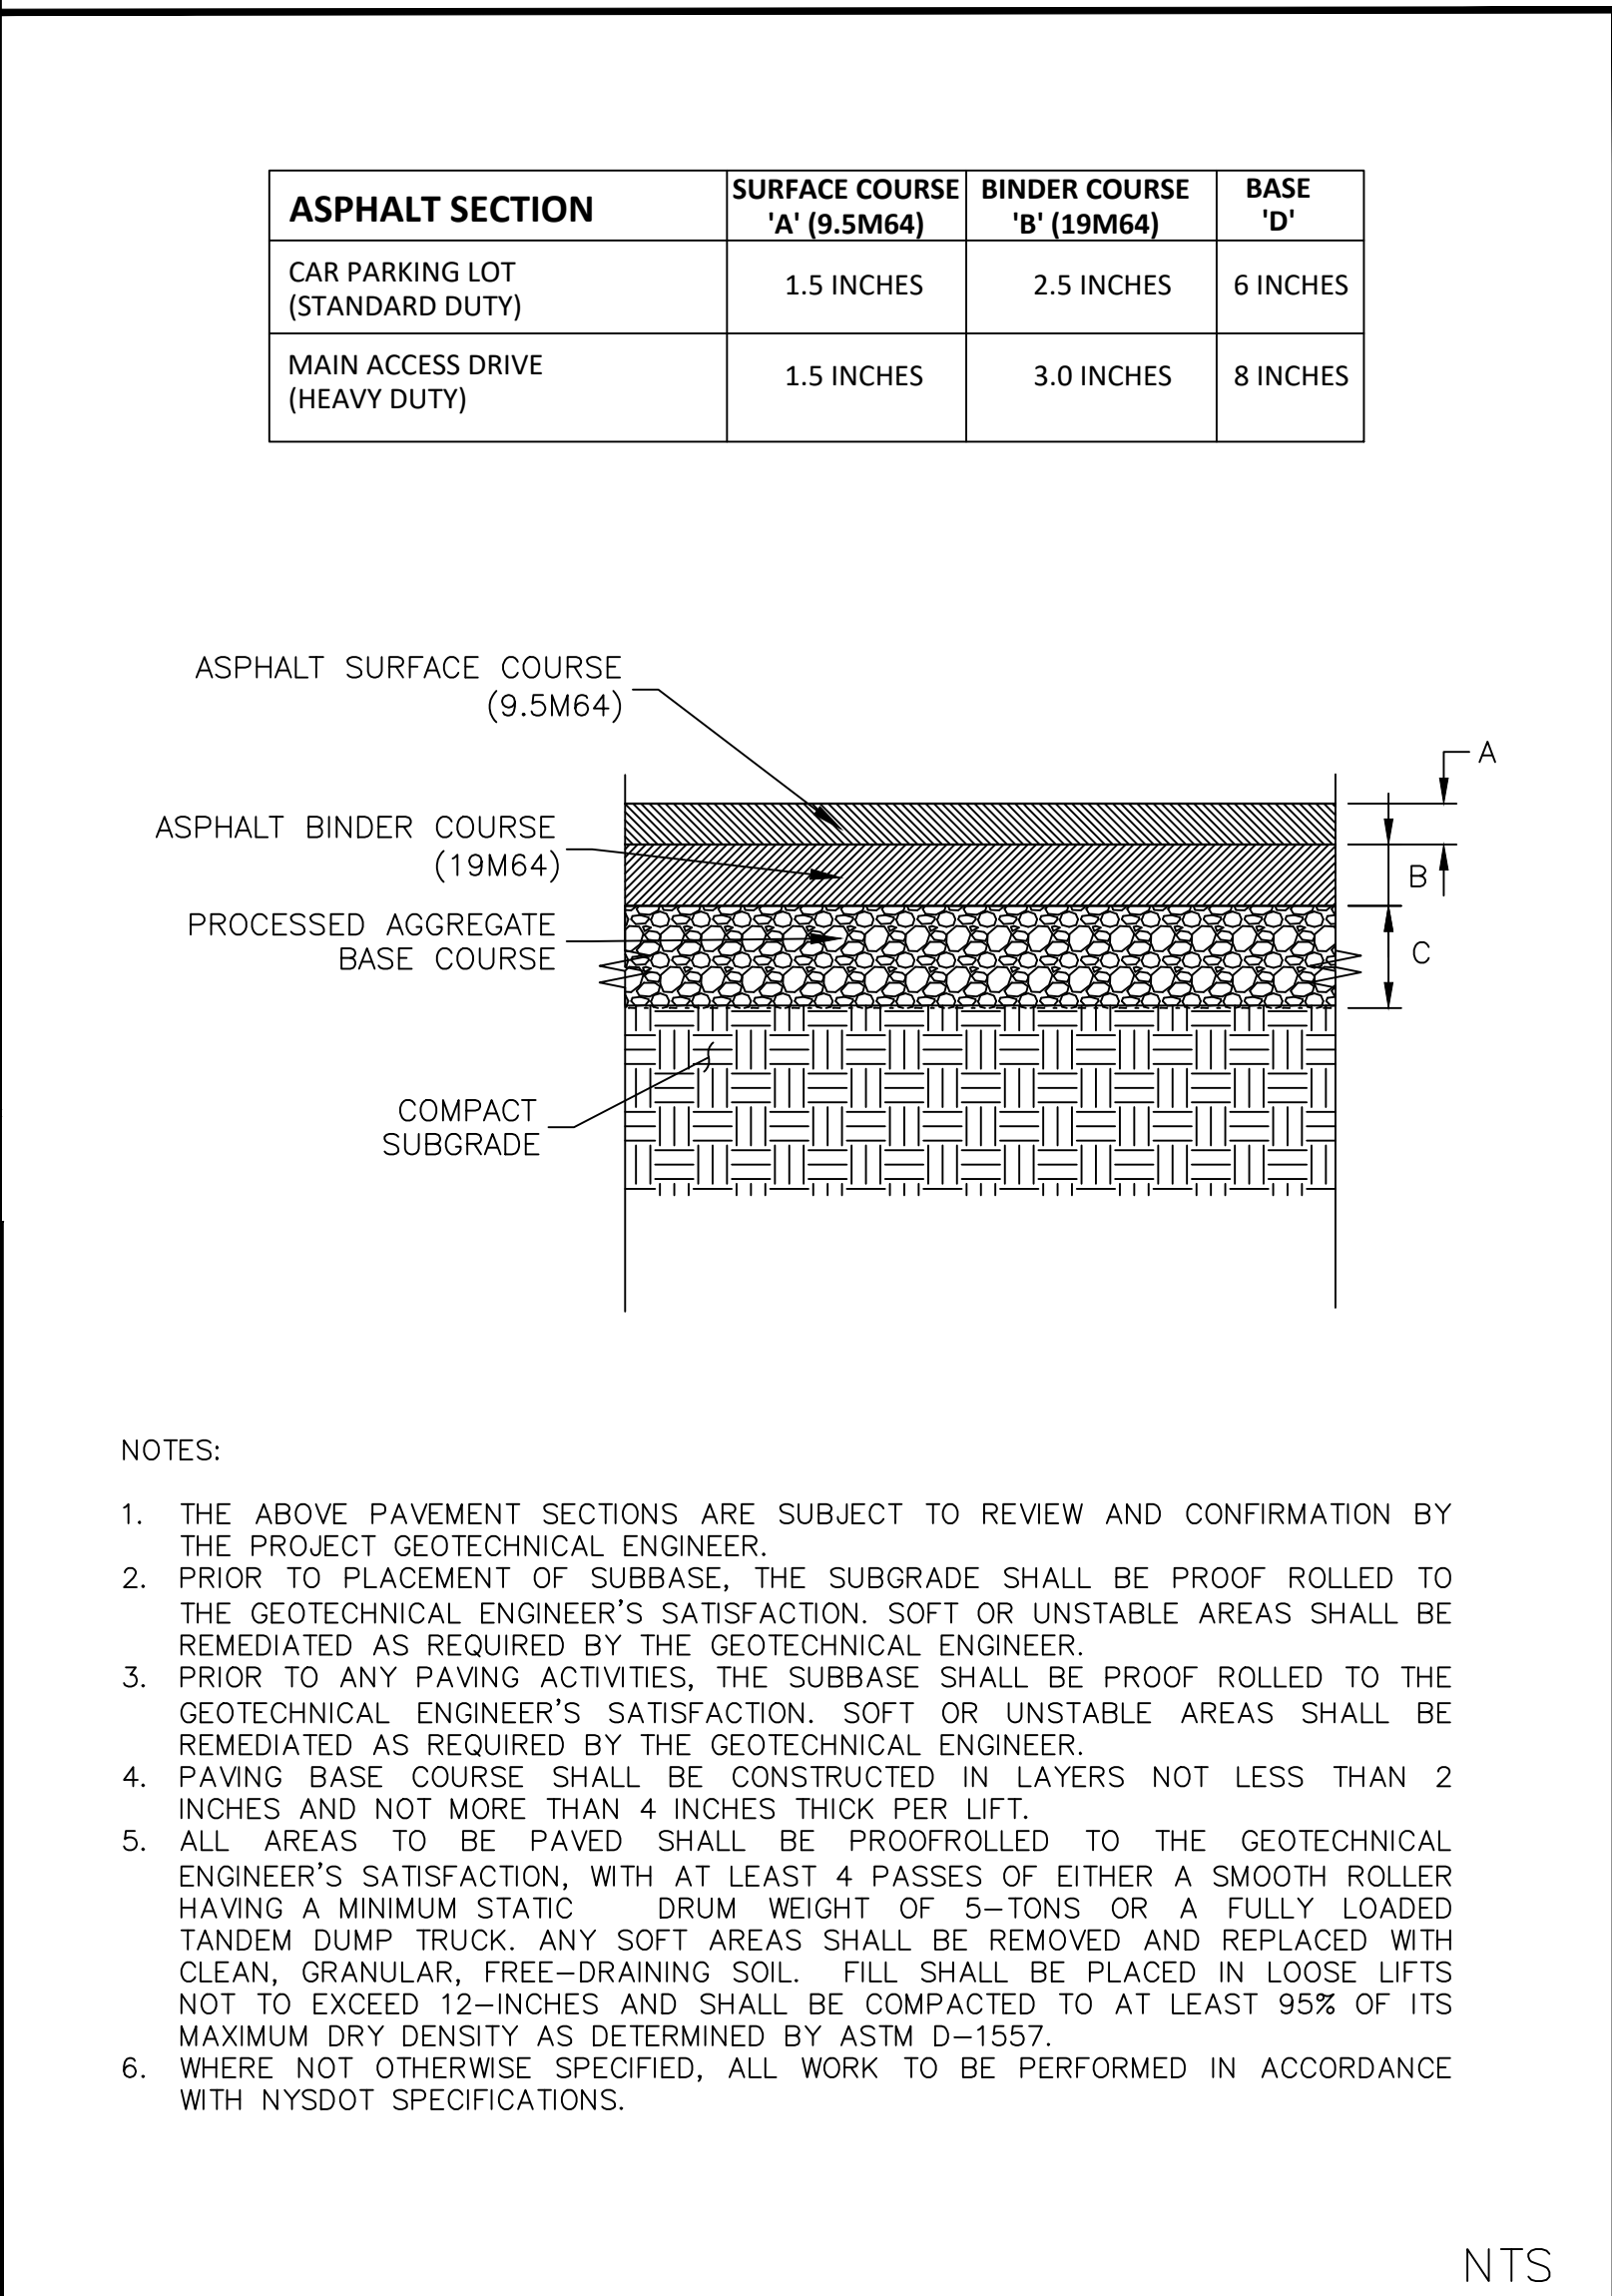 ASPHALT SECTION
SURFACE COURSE
'A' (9.5M64)
BINDER COURSE
'B' (19M64)
BASE
'D'
CAR PARKING LOT
(STANDARD DUTY)
1.5 INCHES
2.5 INCHES
6 INCHES
MAIN ACCESS DRIVE
(HEAVY DUTY)
1.5 INCHES
3.0 INCHES
8 INCHES
ASPHALT SURFACE COURSE
(9.5M64)
A
ASPHALT BINDER COURSE
(19M64)
B
PROCESSED AGGREGATE
BASE COURSE
C
COMPACT
SUBGRADE
NOTES:
1. THE ABOVE PAVEMENT SECTIONS ARE SUBJECT TO REVIEW AND CONFIRMATION BY
THE PROJECT GEOTECHNICAL ENGINEER.
2. PRIOR TO PLACEMENT OF SUBBASE, THE SUBGRADE SHALL BE PROOF ROLLED TO
THE GEOTECHNICAL ENGINEER'S SATISFACTION. SOFT OR UNSTABLE AREAS SHALL BE
REMEDIATED AS REQUIRED BY THE GEOTECHNICAL ENGINEER.
3. PRIOR TO ANY PAVING ACTIVITIES, THE SUBBASE SHALL BE PROOF ROLLED TO THE
GEOTECHNICAL ENGINEER'S SATISFACTION. SOFT OR UNSTABLE AREAS SHALL BE
REMEDIATED AS REQUIRED BY THE GEOTECHNICAL ENGINEER.
4. PAVING BASE COURSE SHALL BE CONSTRUCTED IN LAYERS NOT LESS THAN 2
INCHES AND NOT MORE THAN 4 INCHES THICK PER LIFT.
5. ALL AREAS TO BE PAVED SHALL BE PROOFROLLED TO THE GEOTECHNICAL
ENGINEER'S SATISFACTION, WITH AT LEAST 4 PASSES OF EITHER A SMOOTH ROLLER
HAVING A MINIMUM STATIC DRUM WEIGHT OF 5-TONS OR A FULLY LOADED
TANDEM DUMP TRUCK. ANY SOFT AREAS SHALL BE REMOVED AND REPLACED WITH
CLEAN, GRANULAR, FREE-DRAINING SOIL. FILL SHALL BE PLACED IN LOOSE LIFTS
NOT TO EXCEED 12-INCHES AND SHALL BE COMPACTED TO AT LEAST 95% OF ITS
MAXIMUM DRY DENSITY AS DETERMINED BY ASTM D-1557.
6. WHERE NOT OTHERWISE SPECIFIED, ALL WORK TO BE PERFORMED IN ACCORDANCE
WITH NYSDOT SPECIFICATIONS.
NTS